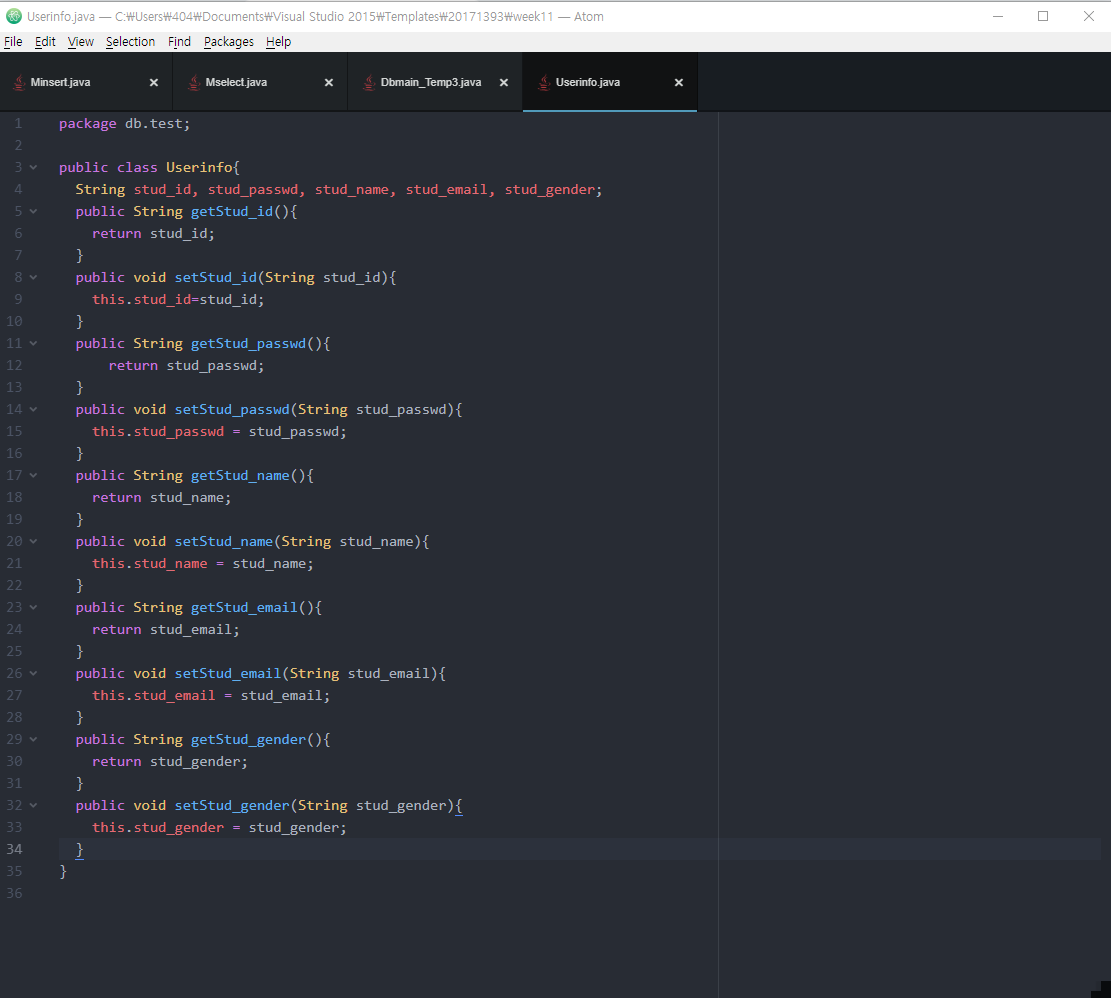 Userinfo.java — C:₩Users₩404₩Documents₩Visual Studio 2015₩Templates₩20171393₩week11 — Atom
File Edit View Selection Find Packages Help
Minsert.java Mselect.java Dbmain_Temp3.java Userinfo.java
1 package db.test;
2
3 public class Userinfo{
4   String stud_id, stud_passwd, stud_name, stud_email, stud_gender;
5   public String getStud_id(){
6     return stud_id;
7   }
8   public void setStud_id(String stud_id){
9     this.stud_id=stud_id;
10   }
11   public String getStud_passwd(){
12       return stud_passwd;
13   }
14   public void setStud_passwd(String stud_passwd){
15     this.stud_passwd = stud_passwd;
16   }
17   public String getStud_name(){
18     return stud_name;
19   }
20   public void setStud_name(String stud_name){
21     this.stud_name = stud_name;
22   }
23   public String getStud_email(){
24     return stud_email;
25   }
26   public void setStud_email(String stud_email){
27     this.stud_email = stud_email;
28   }
29   public String getStud_gender(){
30     return stud_gender;
31   }
32   public void setStud_gender(String stud_gender){
33     this.stud_gender = stud_gender;
34   }
35 }
36